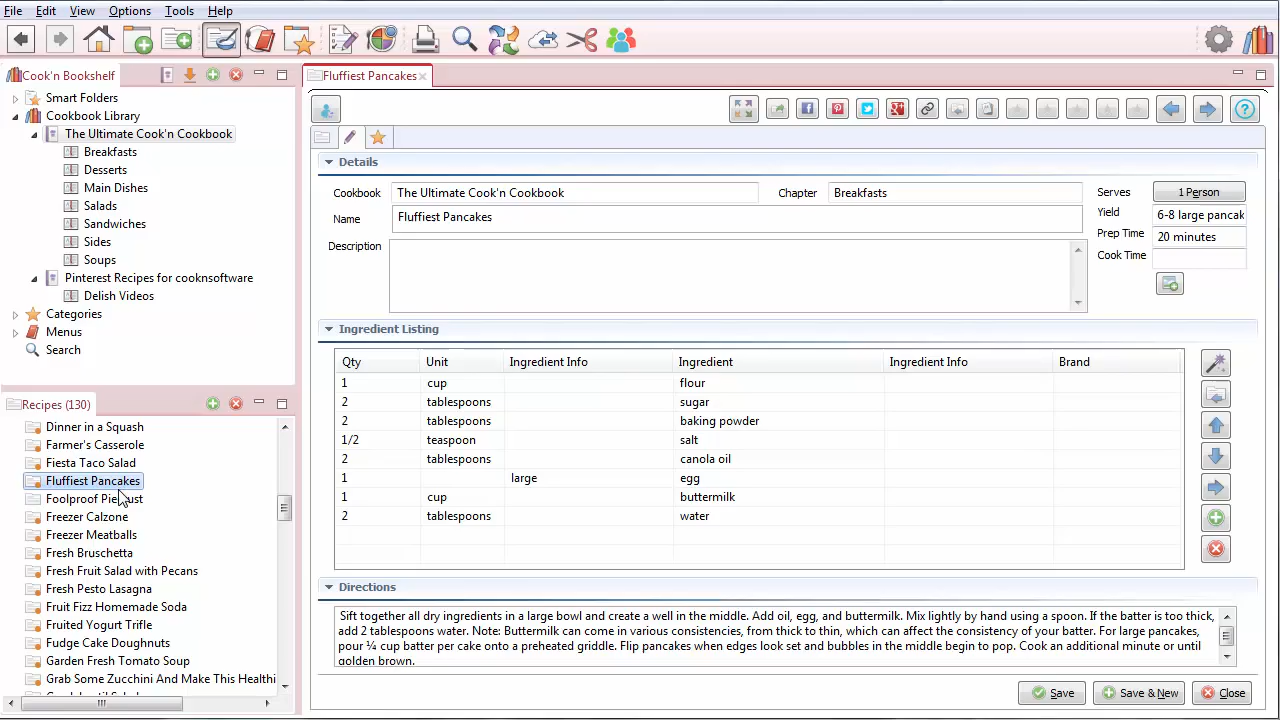 File Edit View Options Tools Help
Cook'n Bookshelf
Smart Folders
Cookbook Library
The Ultimate Cook'n Cookbook
Breakfasts
Desserts
Main Dishes
Salads
Sandwiches
Sides
Soups
Pinterest Recipes for cooknsoftware
Delish Videos
Categories
Menus
Search
Recipes (130)
Dinner in a Squash
Farmer's Casserole
Fiesta Taco Salad
Fluffiest Pancakes
Foolproof
Freezer Calzone
Freezer Meatballs
Fresh Bruschetta
Fresh Fruit Salad with Pecans
Fresh Pesto Lasagna
Fruit Fizz Homemade Soda
Fruited Yogurt Trifle
Fudge Cake Doughnuts
Garden Fresh Tomato Soup
Grab Some Zucchini And Make This Healthi
Fluffiest Pancakes
Details
Cookbook The Ultimate Cook'n Cookbook Chapter Breakfasts Serves 1 Person
Name Fluffiest Pancakes Yield 6-8 large pancak
Prep Time 20 minutes
Description Cook Time
Ingredient Listing
Qty Unit Ingredient Info Ingredient Ingredient Info Brand
1 cup flour
2 tablespoons sugar
2 tablespoons baking powder
1/2 teaspoon salt
2 tablespoons canola oil
1 large egg
1 cup buttermilk
2 tablespoons water
Directions
Sift together all dry ingredients in a large bowl and create a well in the middle. Add oil, egg, and buttermilk. Mix lightly by hand using a spoon. If the batter is too thick,
add 2 tablespoons water. Note: Buttermilk can come in various consistencies, from thick to thin, which can affect the consistency of your batter. For large pancakes,
pour ¼ cup batter per cake onto a preheated griddle. Flip pancakes when edges look set and bubbles in the middle begin to pop. Cook an additional minute or until
golden brown.
Save Save & New Close